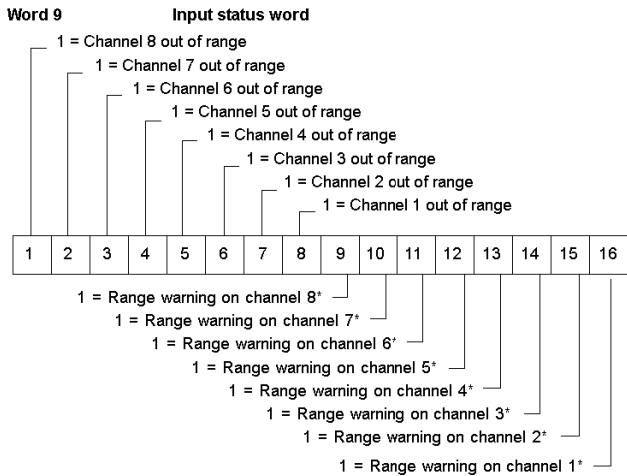 Word 9 Input status word
1 = Channel 8 out of range
1 = Channel 7 out of range
1 = Channel 6 out of range
1 = Channel 5 out of range
1 = Channel 4 out of range
1 = Channel 3 out of range
1 = Channel 2 out of range
1 = Channel 1 out of range
1 2 3 4 5 6 7 8 9 10 11 12 13 14 15 16
1 = Range warning on channel 8*
1 = Range warning on channel 7*
1 = Range warning on channel 6*
1 = Range warning on channel 5*
1 = Range warning on channel 4*
1 = Range warning on channel 3*
1 = Range warning on channel 2*
1 = Range warning on channel 1*